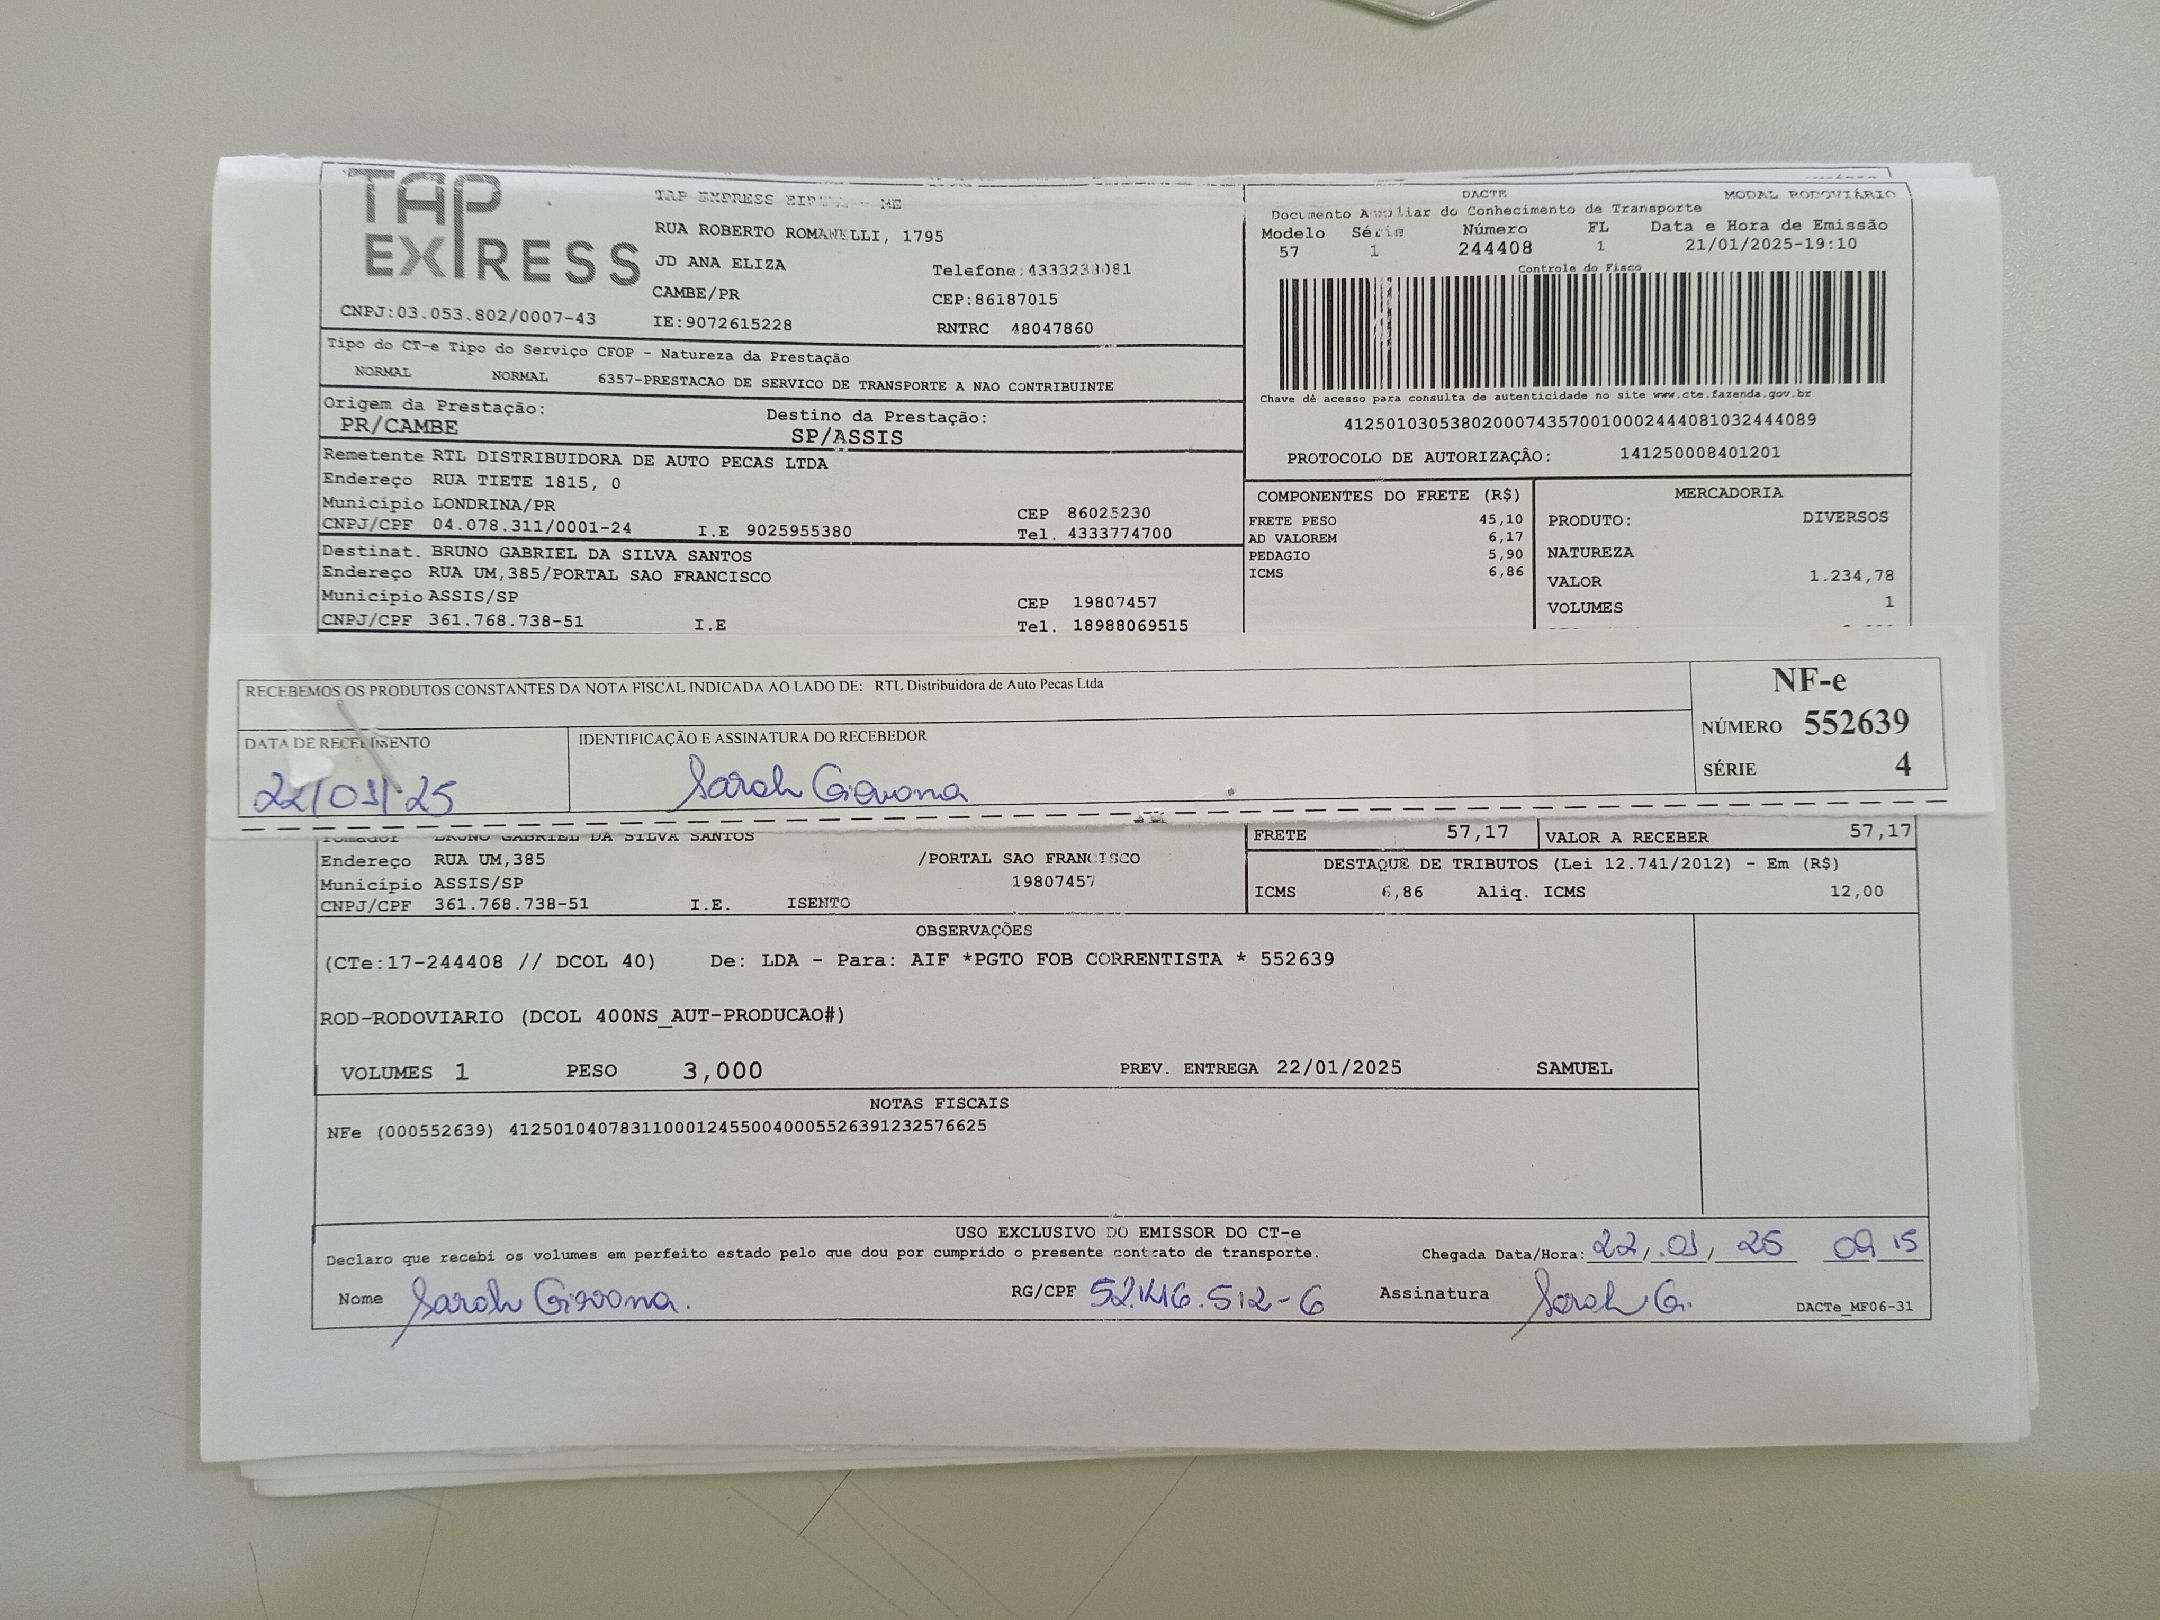 TAP EXPRESS
CNPJ:03.053.802/0007-43
TAP EXPRESS - ME
RUA ROBERTO ROMANELLI, 1795
JD ANA ELIZA
Telefone:
CAMBE/PR
CEP:86187015
IE:9072615228
RNTRC 48047860
DACTE MODAL RODOVIÁRIO
Documento Auxiliar do Conhecimento de Transporte
Modelo Série Número FL Data e Hora de Emissão
57 1 244408 1 21/01/2025-19:10
Controle do Fisco
Chave de acesso para consulta de autenticidade no site www.cte.fazenda.gov.br
41250103053802000743570010002444081032444089
PROTOCOLO DE AUTORIZAÇÃO: 141250008401201
Tipo do CT-e Tipo do Serviço CFOP - Natureza da Prestação
NORMAL NORMAL 6357-PRESTACAO DE SERVICO DE TRANSPORTE A NAO CONTRIBUINTE
Origem da Prestação: Destino da Prestação:
PR/CAMBE SP/ASSIS
Remetente RTL DISTRIBUIDORA DE AUTO PECAS LTDA
Endereço RUA TIETE 1815, 0
Município LONDRINA/PR CEP 86025230
CNPJ/CPF 04.078.311/0001-24 I.E 9025955380 Tel. 4333774700
Destinat. BRUNO GABRIEL DA SILVA SANTOS
Endereço RUA UM,385/PORTAL SAO FRANCISCO
Município ASSIS/SP CEP 19807457
CNPJ/CPF 361.768.738-51 I.E Tel. 18988069515
COMPONENTES DO FRETE (R$)
FRETE PESO 45,10
AD VALOREM 6,17
PEDAGIO 5,90
ICMS 6,86
MERCADORIA
PRODUTO: DIVERSOS
NATUREZA
VALOR 1.234,78
VOLUMES 1
RECEBEMOS OS PRODUTOS CONSTANTES DA NOTA FISCAL INDICADA AO LADO DE: RTL Distribuidora de Auto Pecas Ltda
DATA DE RECEBIMENTO IDENTIFICAÇÃO E ASSINATURA DO RECEBEDOR
22/01/25 Sarah Giovona
NF-e
NÚMERO 552639
SÉRIE 4
Tomador BRUNO GABRIEL DA SILVA SANTOS
Endereço RUA UM,385 /PORTAL SAO FRANCISCO
Município ASSIS/SP 19807457
CNPJ/CPF 361.768.738-51 I.E. ISENTO
FRETE 57,17 VALOR A RECEBER 57,17
DESTAQUE DE TRIBUTOS (Lei 12.741/2012) - Em (R$)
ICMS 6,86 Aliq. ICMS 12,00
OBSERVAÇÕES
(CTe:17-244408 // DCOL 40) De: LDA - Para: AIF *PGTO FOB CORRENTISTA * 552639
ROD-RODOVIARIO (DCOL 400NS_AUT-PRODUCAO#)
VOLUMES 1 PESO 3,000 PREV. ENTREGA 22/01/2025 SAMUEL
NOTAS FISCAIS
NFe (000552639) 41250104078311000124550040005526391232576625
USO EXCLUSIVO DO EMISSOR DO CT-e
Declaro que recebi os volumes em perfeito estado pelo que dou por cumprido o presente contrato de transporte. Chegada Data/Hora: 22/01/25 09 15
Nome Sarah Giovona. RG/CPF Assinatura Sarah G. DACTe_MF06-31